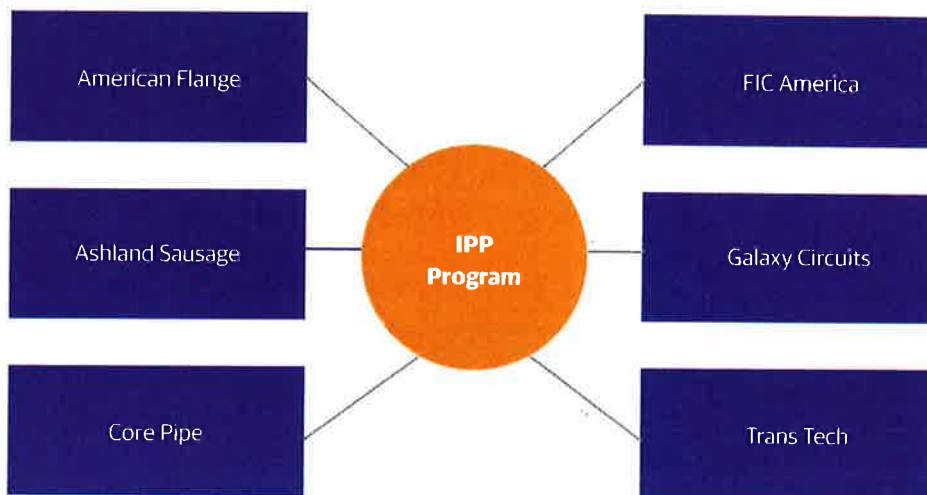 American Flange
FIC America
IPP
Program
Ashland Sausage
Galaxy Circuits
Core Pipe
Trans Tech